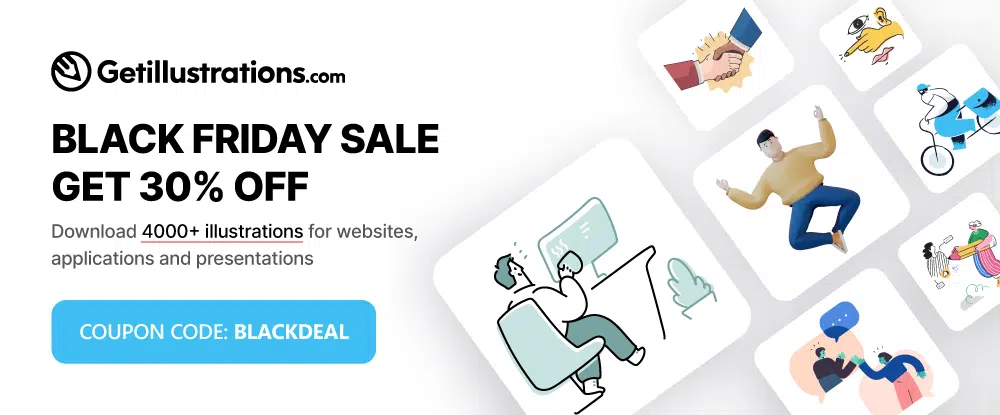 Getillustrations.com
BLACK FRIDAY SALE
GET 30% OFF
Download 4000+ illustrations for websites,
applications and presentations
COUPON CODE: BLACKDEAL